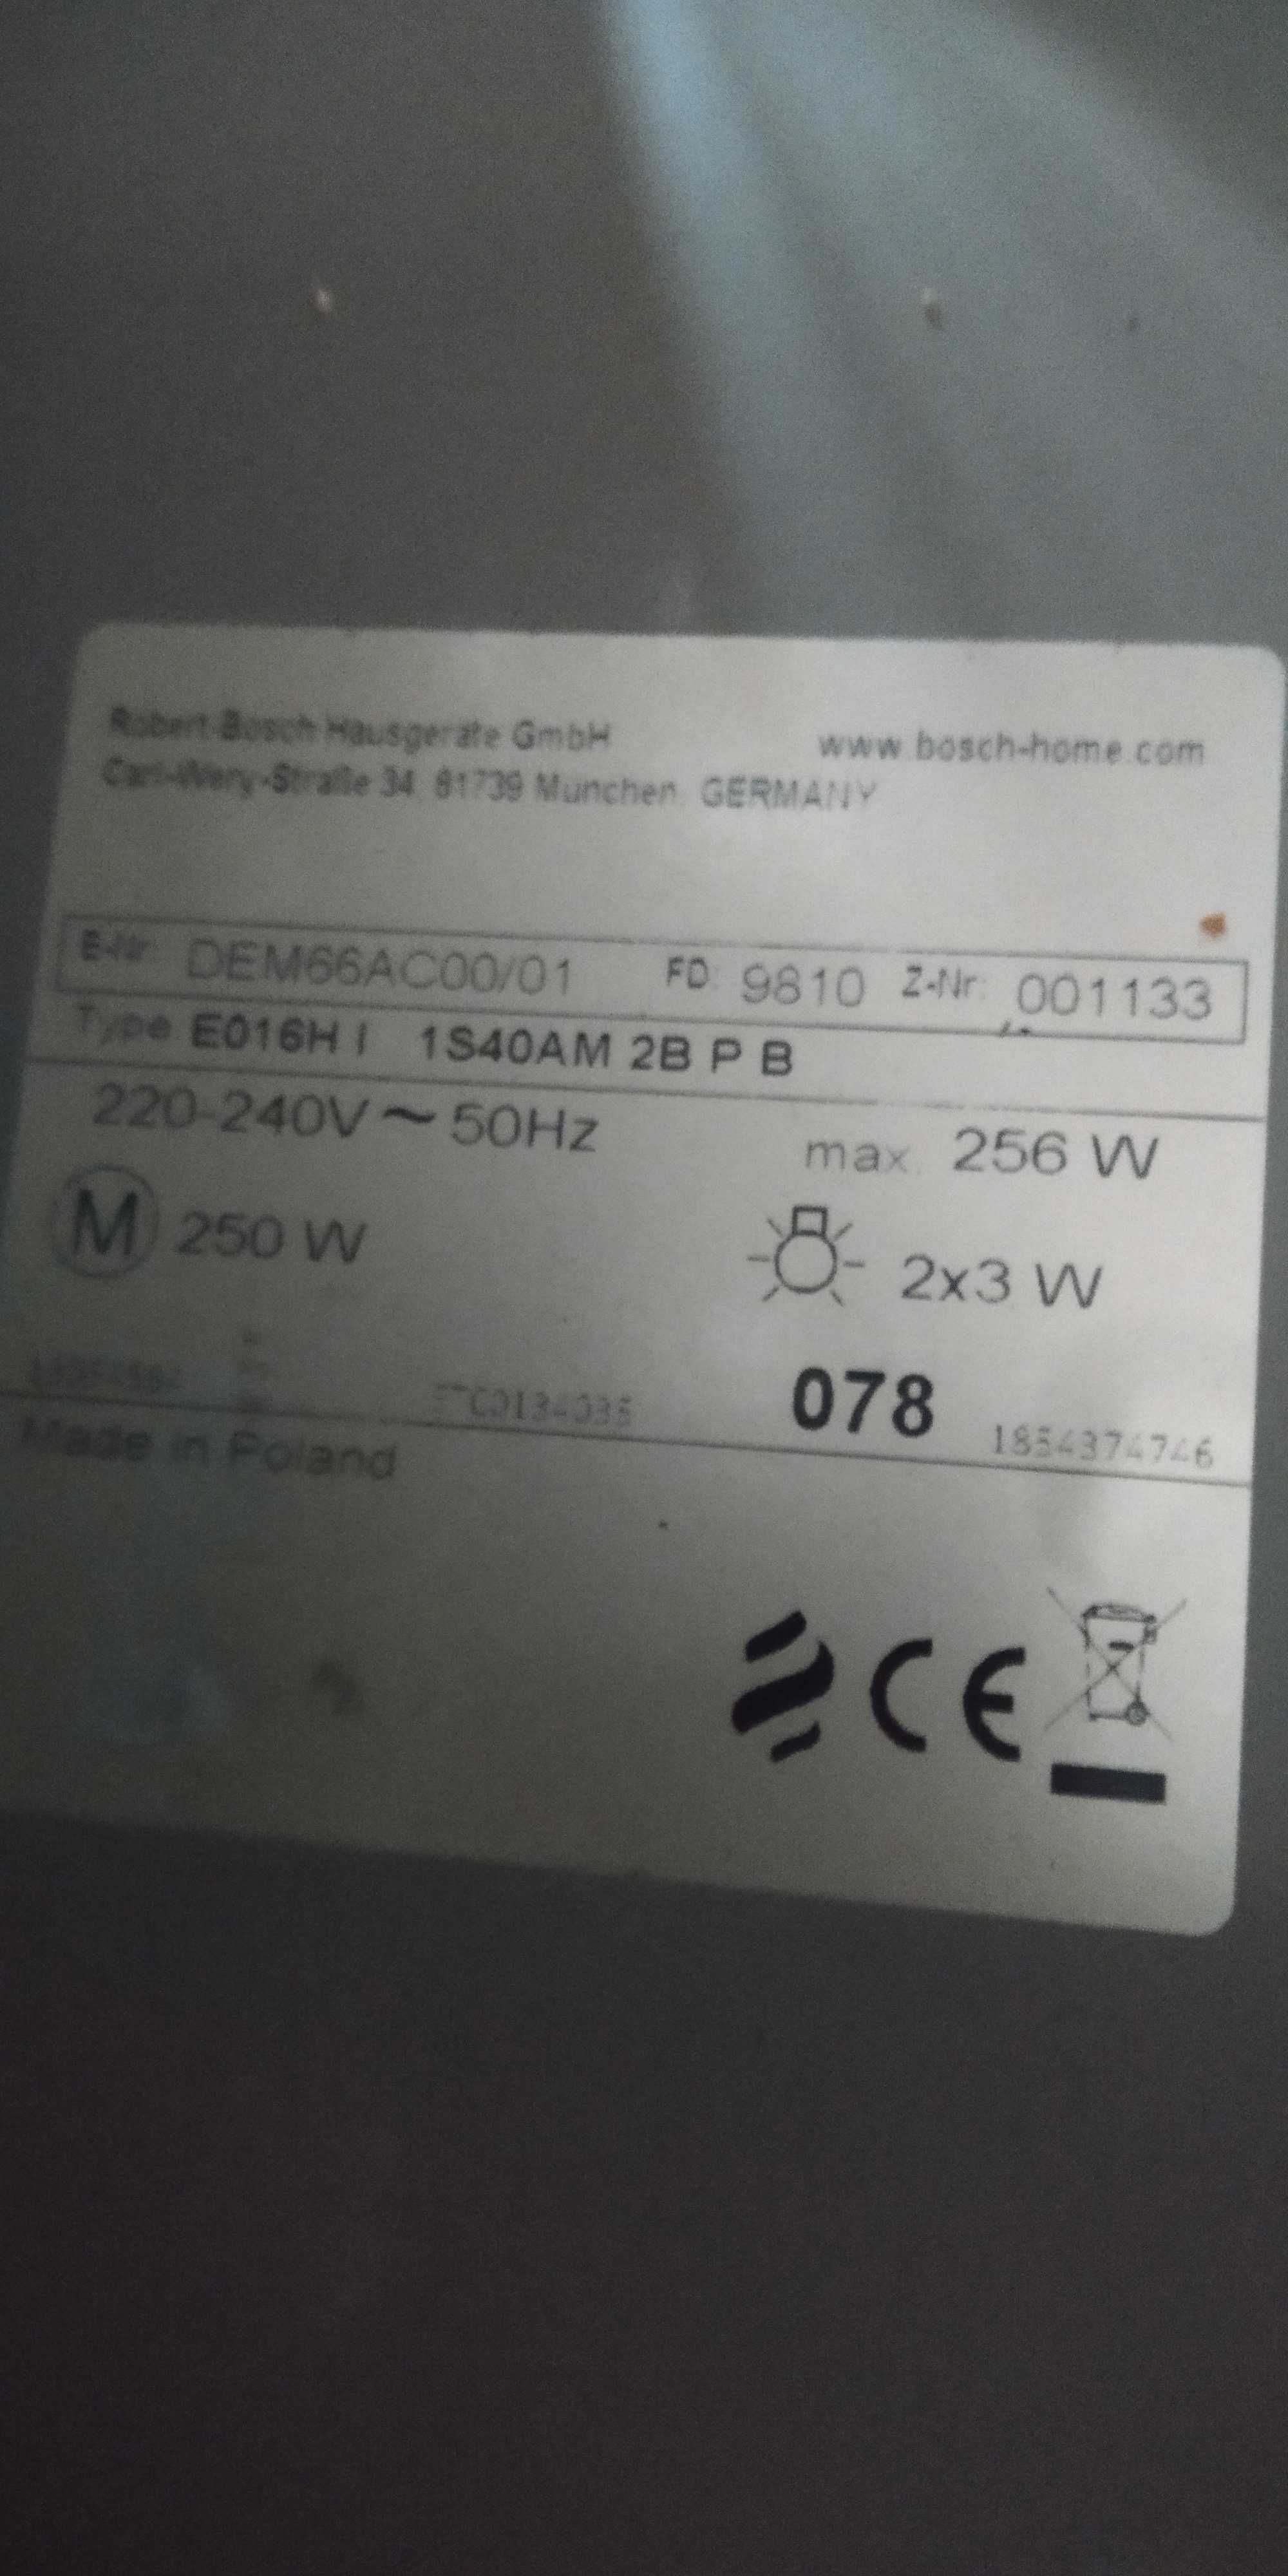 Robert Bosch Hausgeräte GmbH www.bosch-home.com
Carl-Wery-Straße 34, 81739 München, GERMANY
E-Nr. DEM66AC00/01 FD: 9810 Z-Nr: 001133
Type E016H I 1S40AM 2B P B
220-240V ~ 50Hz max. 256 W
M 250 W 2x3 W
078 1854374746
Made in Poland
CE